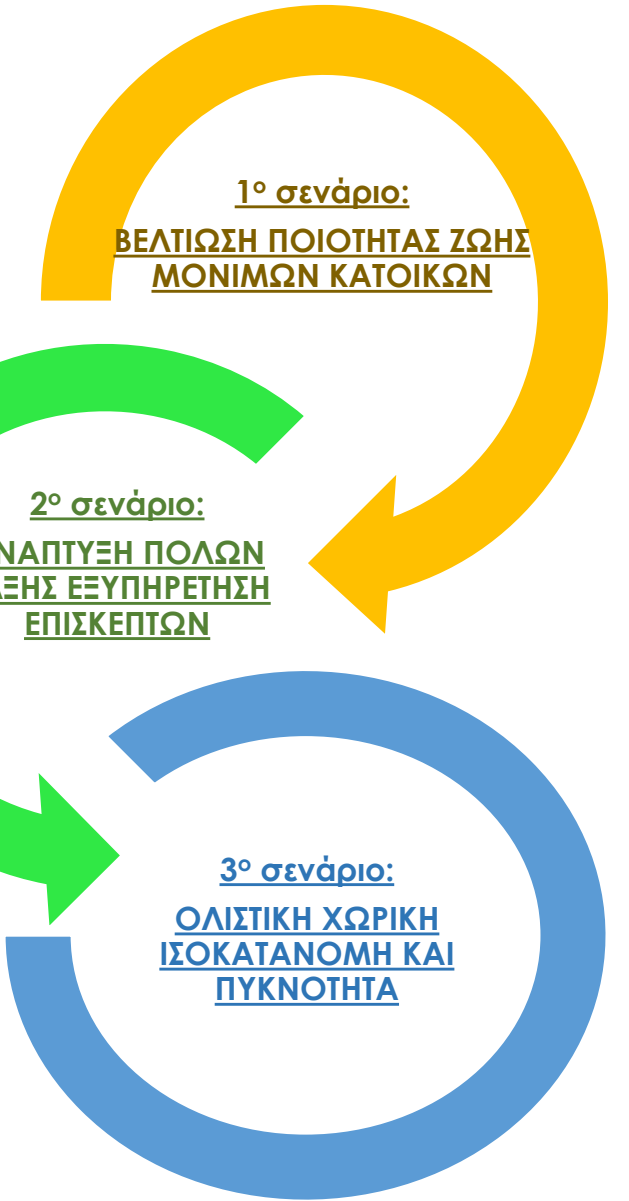 1ο σενάριο:
ΒΕΛΤΙΩΣΗ ΠΟΙΟΤΗΤΑΣ ΖΩΗΣ
ΜΟΝΙΜΩΝ ΚΑΤΟΙΚΩΝ
2ο σενάριο:
ΠΟΛΩΝ
ΕΞΥΠΗΡΕΤΗΣΗ
ΕΠΙΣΚΕΠΤΩΝ
3ο σενάριο:
ΟΛΙΣΤΙΚΗ ΧΩΡΙΚΗ
ΙΣΟΚΑΤΑΝΟΜΗ ΚΑΙ
ΠΥΚΝΟΤΗΤΑ